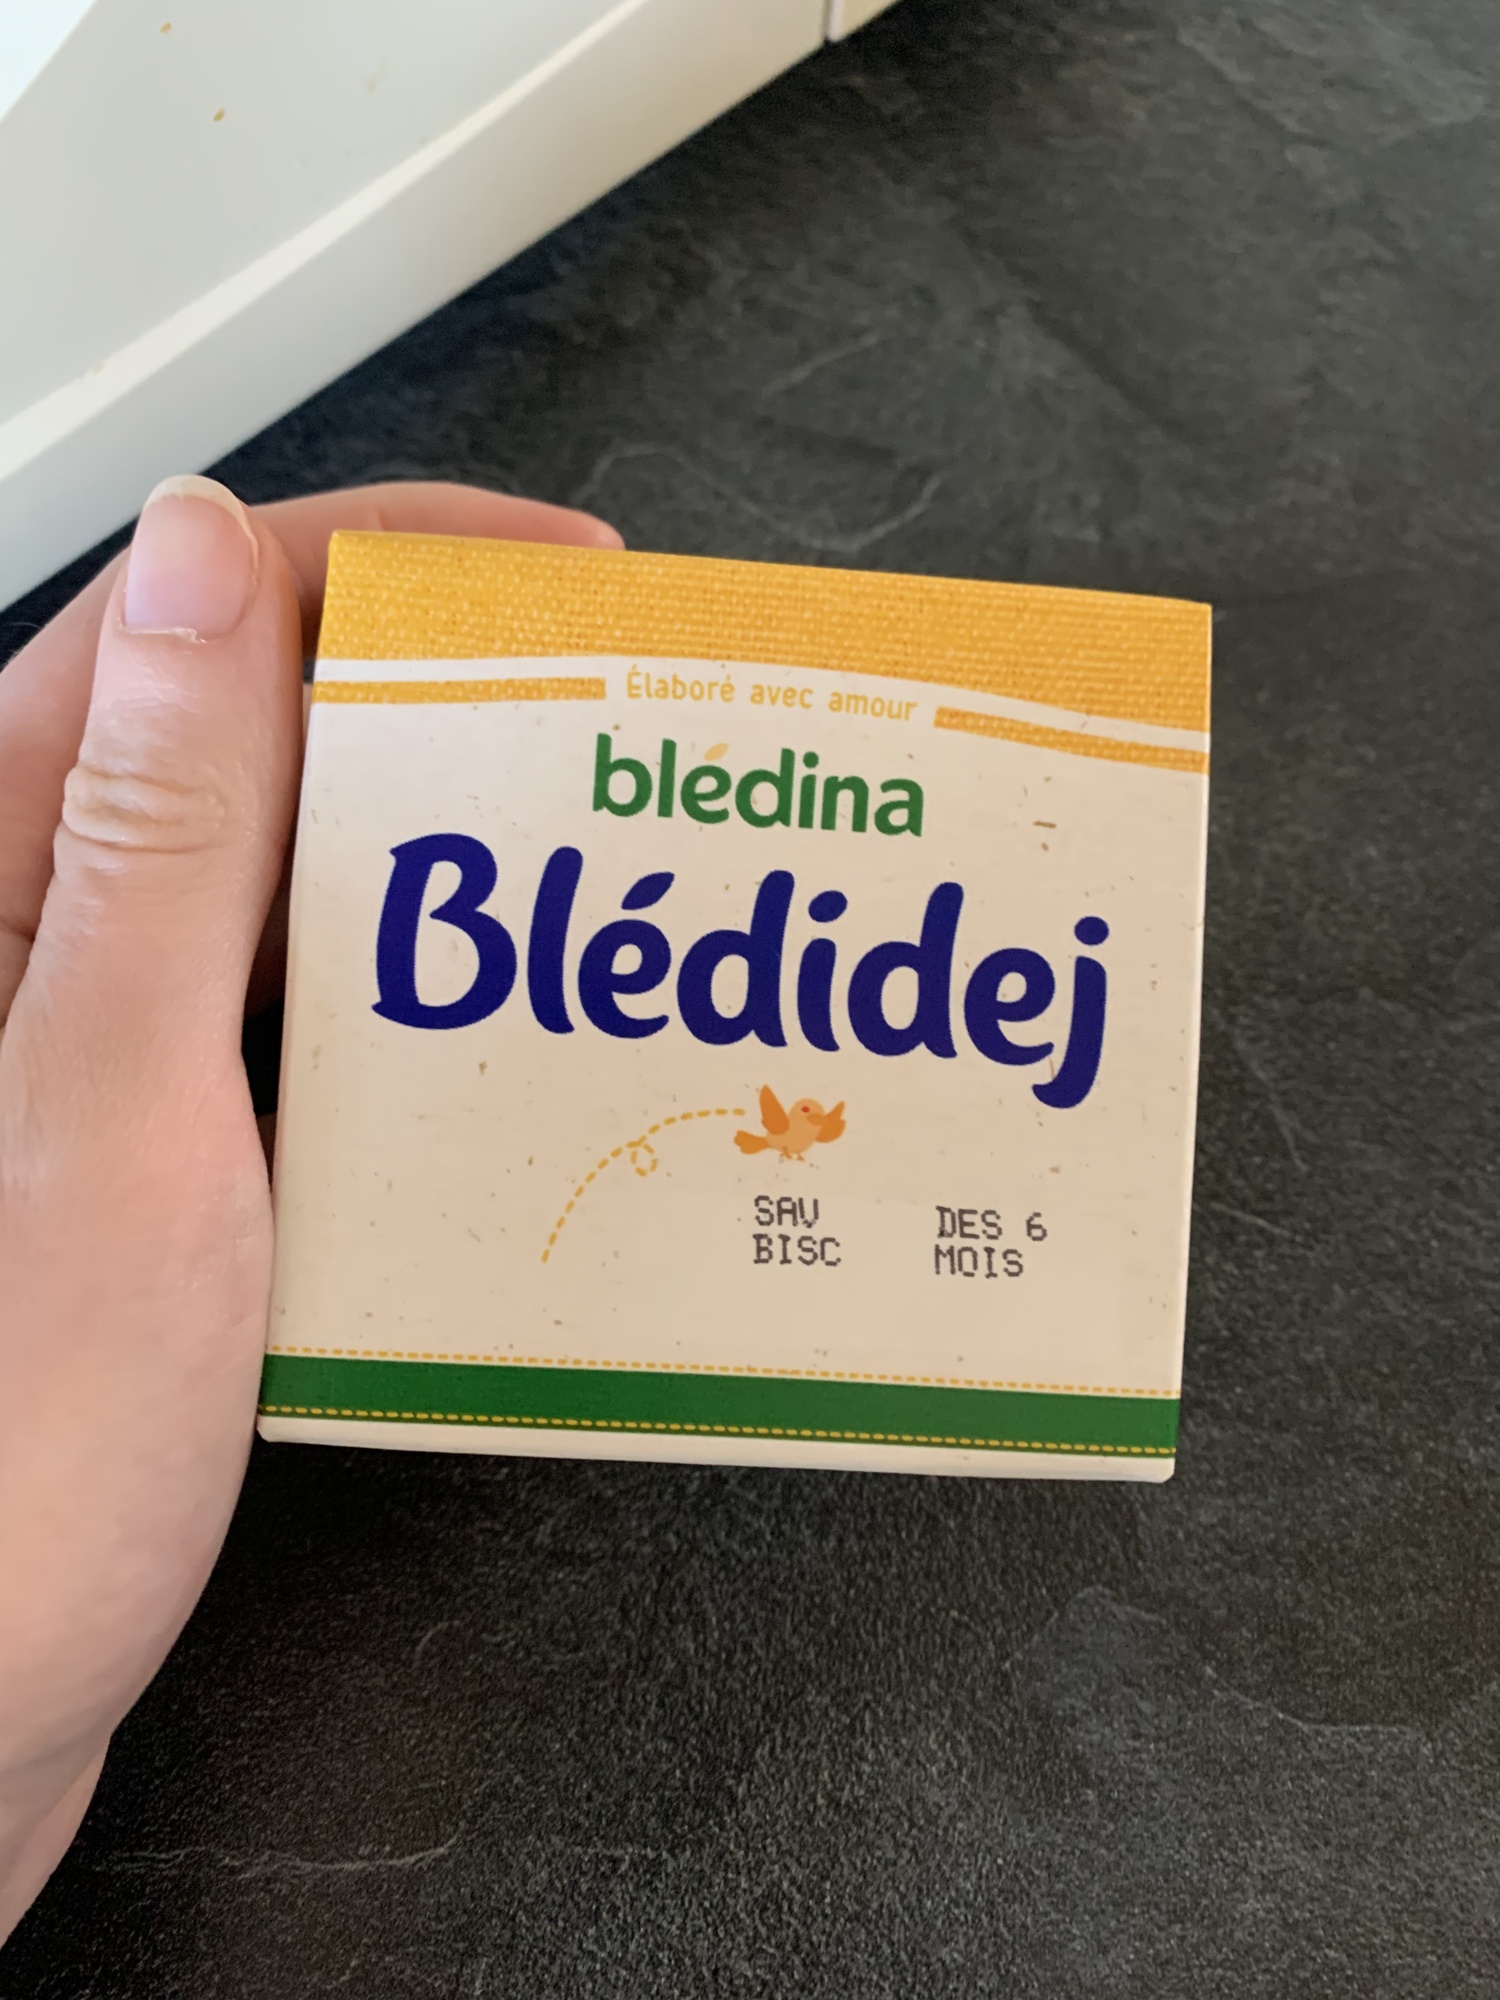 Élaboré avec amour
blédina
Blédidej
SAV DES 6
BISC MOIS